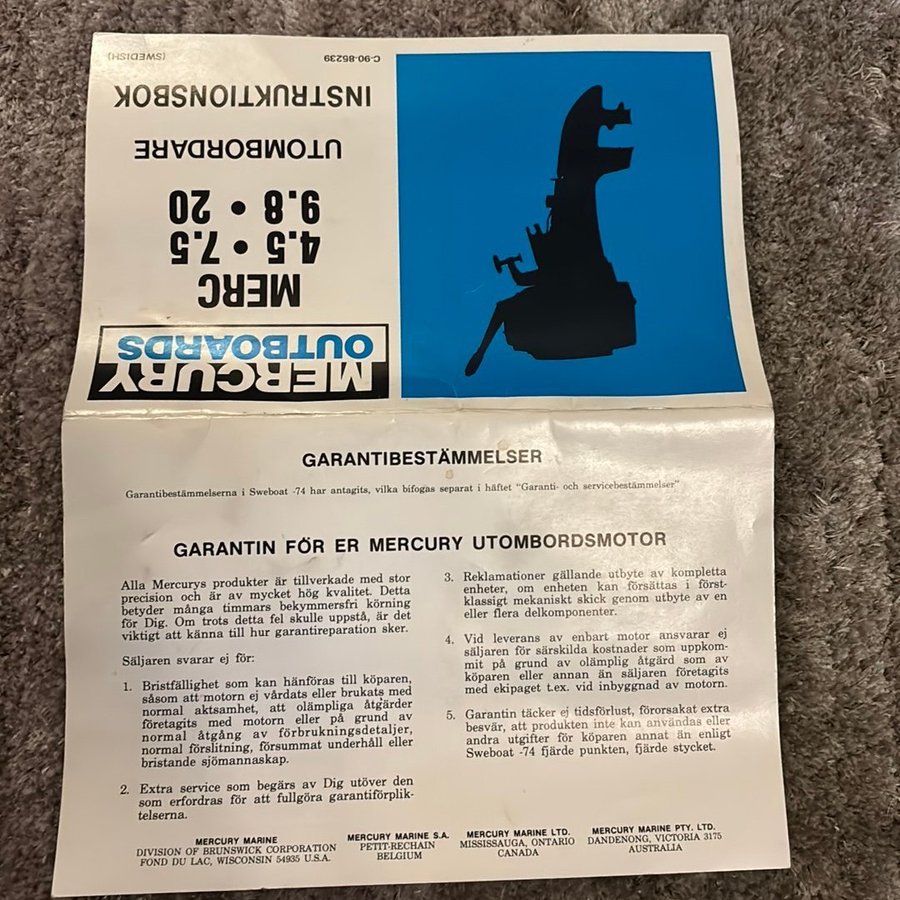 MERCURY
OUTBOARDS
MERC
4.5 • 7.5
9.8 • 20
UTOMBORDARE
INSTRUKTIONSBOK
C-90-85239
(SWEDISH)
GARANTIBESTÄMMELSER
Garantibestämmelserna i Sweboat -74 har antagits, vilka bifogas separat i häftet "Garanti- och servicebestämmelser"
GARANTIN FÖR ER MERCURY UTOMBORDSMOTOR
Alla Mercurys produkter är tillverkade med stor
precision och är av mycket hög kvalitet. Detta
betyder många timmars bekymmersfri körning
för Dig. Om trots detta fel skulle uppstå, är det
viktigt att känna till hur garantireparation sker.
Säljaren svarar ej för:
1. Bristfällighet som kan hänföras till köparen,
såsom att motorn ej vårdats eller brukats med
normal aktsamhet, att olämpliga åtgärder
företagits med motorn eller på grund av
normal åtgång av förbrukningsdetaljer,
normal förslitning, försummat underhåll eller
bristande sjömannaskap.
2. Extra service som begärs av Dig utöver den
som erfordras för att fullgöra garantiförplik-
telserna.
3. Reklamationer gällande utbyte av kompletta
enheter, om enheten kan försättas i först-
klassigt mekaniskt skick genom utbyte av en
eller flera delkomponenter.
4. Vid leverans av enbart motor ansvarar ej
säljaren för särskilda kostnader som uppkom-
mit på grund av olämplig åtgärd som av
köparen eller annan än säljaren företagits
med ekipaget t.ex. vid inbyggnad av motorn.
5. Garantin täcker ej tidsförlust, förorsakat extra
besvär, att produkten inte kan användas eller
andra utgifter för köparen annat än enligt
Sweboat -74 fjärde punkten, fjärde stycket.
MERCURY MARINE
DIVISION OF BRUNSWICK CORPORATION
FOND DU LAC, WISCONSIN 54935 U.S.A.
MERCURY MARINE S.A.
PETIT-RECHAIN
BELGIUM
MERCURY MARINE LTD.
MISSISSAUGA, ONTARIO
CANADA
MERCURY MARINE PTY. LTD.
DANDENONG, VICTORIA 3175
AUSTRALIA